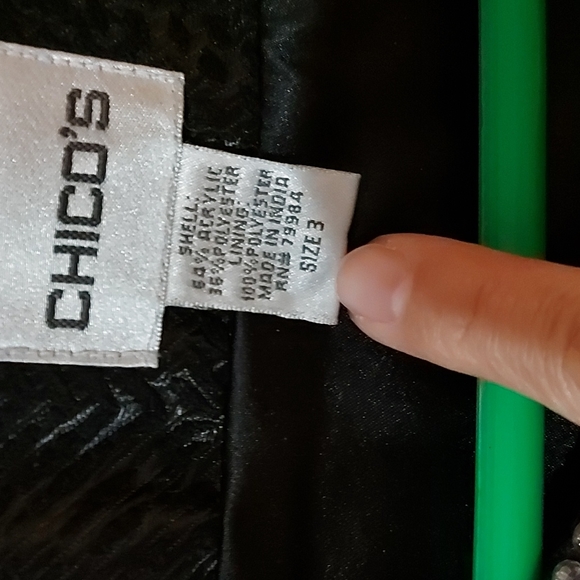 CHICO'S
SHELL:
64% ACRYLIC
36% POLYESTER
LINING:
100% POLYESTER
MADE IN INDIA
RN# 79984
SIZE 3